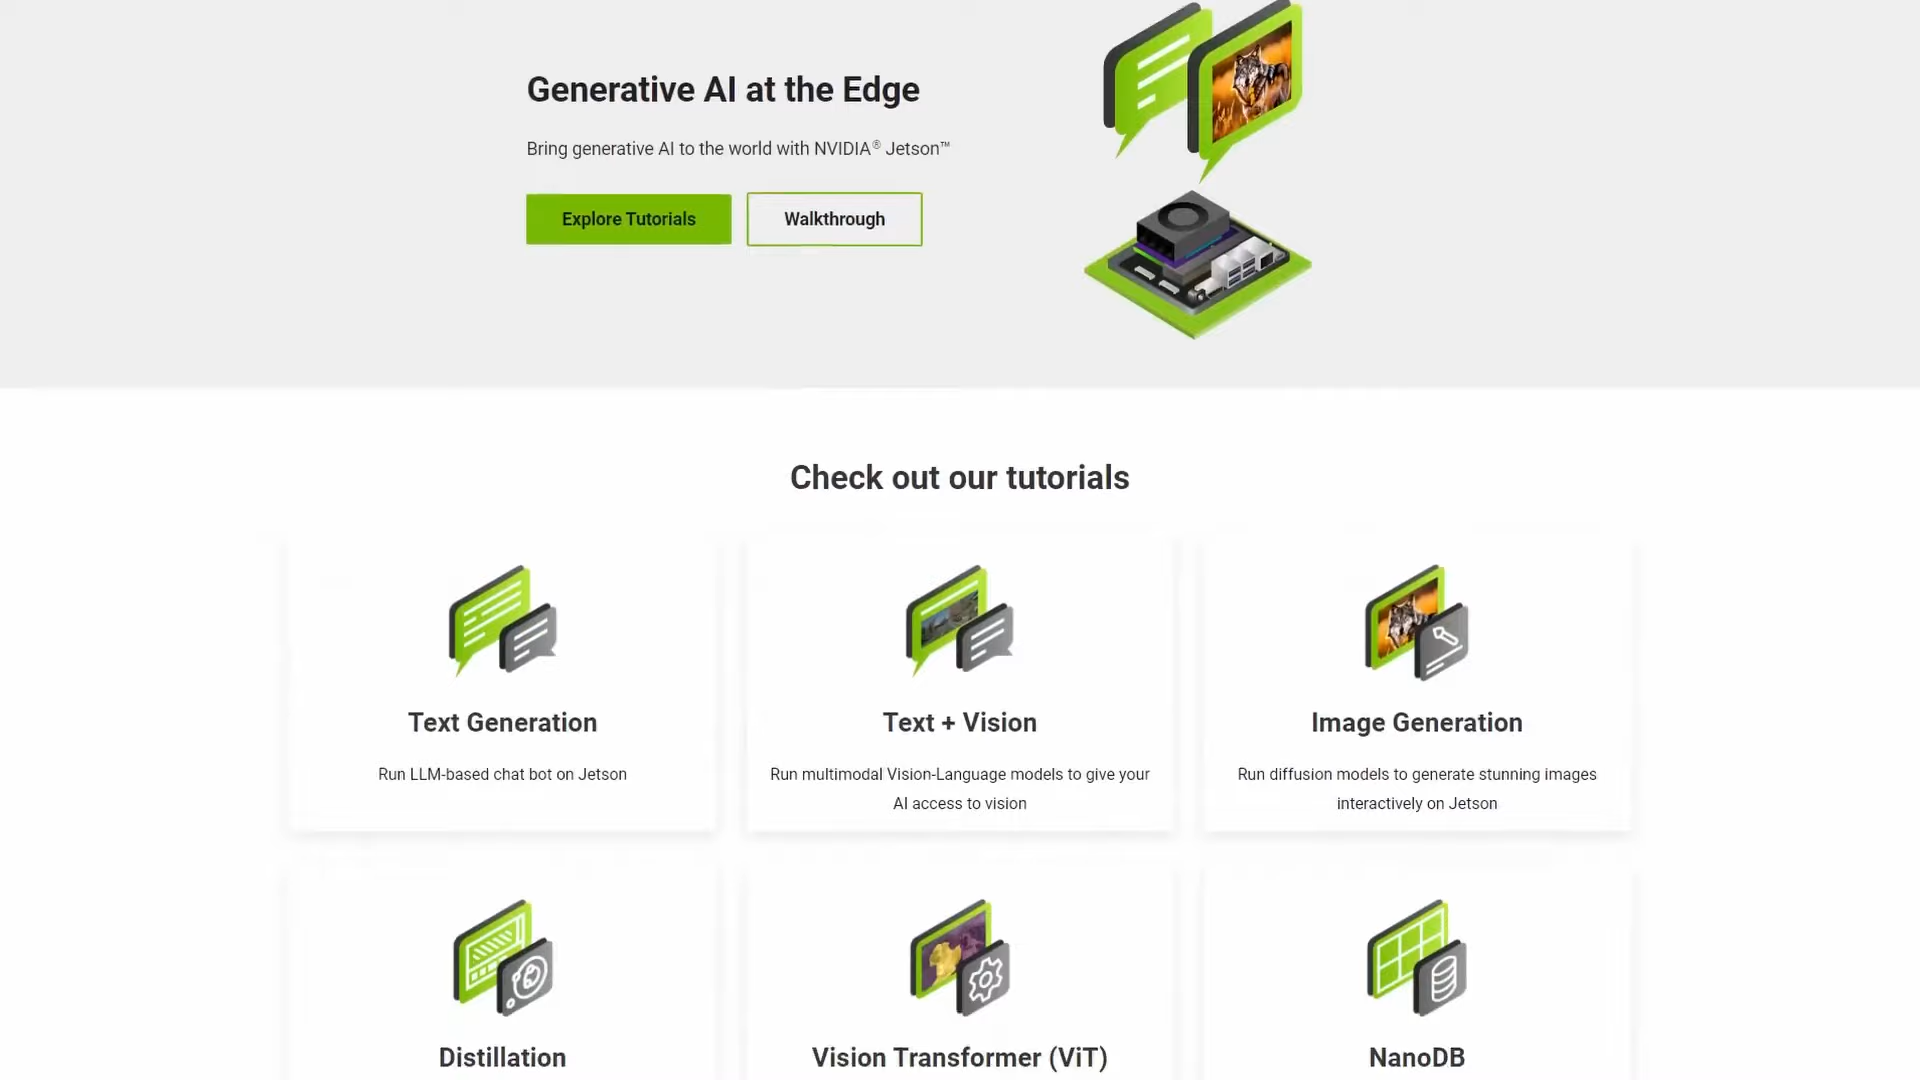 Generative AI at the Edge
Bring generative AI to the world with NVIDIA® Jetson™
Explore Tutorials
Walkthrough
Check out our tutorials
Text Generation
Run LLM-based chat bot on Jetson
Text + Vision
Run multimodal Vision-Language models to give your
AI access to vision
Image Generation
Run diffusion models to generate stunning images
interactively on Jetson
Distillation
Vision Transformer (ViT)
NanoDB